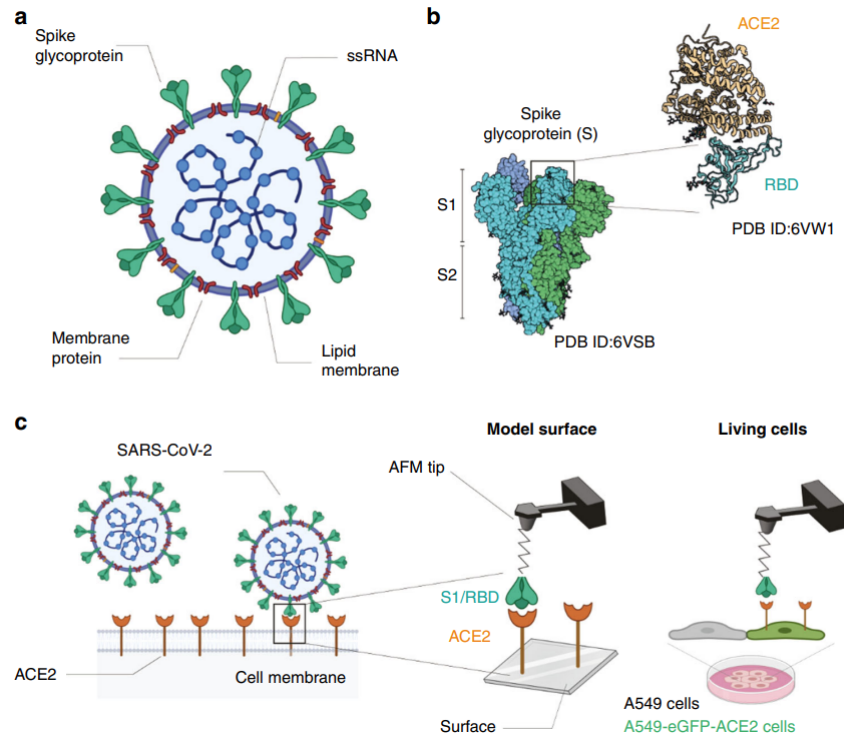 a
Spike
glycoprotein
ssRNA
Membrane
protein
Lipid
membrane
b
ACE2
Spike
glycoprotein (S)
S1
S2
RBD
PDB ID:6VW1
PDB ID:6VSB
c
SARS-CoV-2
ACE2
Cell membrane
Model surface
AFM tip
S1/RBD
ACE2
Surface
Living cells
A549 cells
A549-eGFP-ACE2 cells